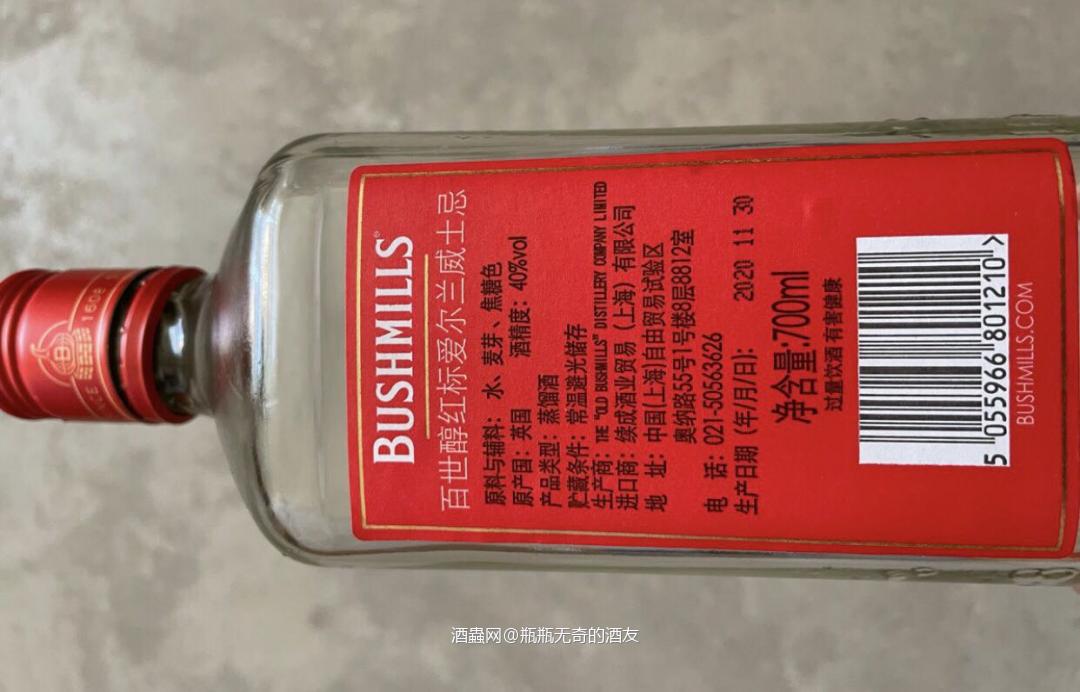 BUSHMILLS®
百世醇红标爱尔兰威士忌
原料与辅料: 水、麦芽、焦糖色
原产国: 英国 酒精度: 40%vol
产品类型: 蒸馏酒
贮藏条件: 常温避光储存
生产商: THE "OLD BUSHMILLS" DISTILLERY COMPANY LIMITED
进口商: 续成酒业贸易(上海)有限公司
地 址: 中国(上海)自由贸易试验区
奥纳路55号1号楼8层8812室
电 话: 021-50563626
生产日期(年/月/日): 2020 11 30
净含量:700ml
过量饮酒 有害健康
5 055966 801210 >
BUSHMILLS.COM
1608
B
酒蟲网@瓶瓶无奇的酒友